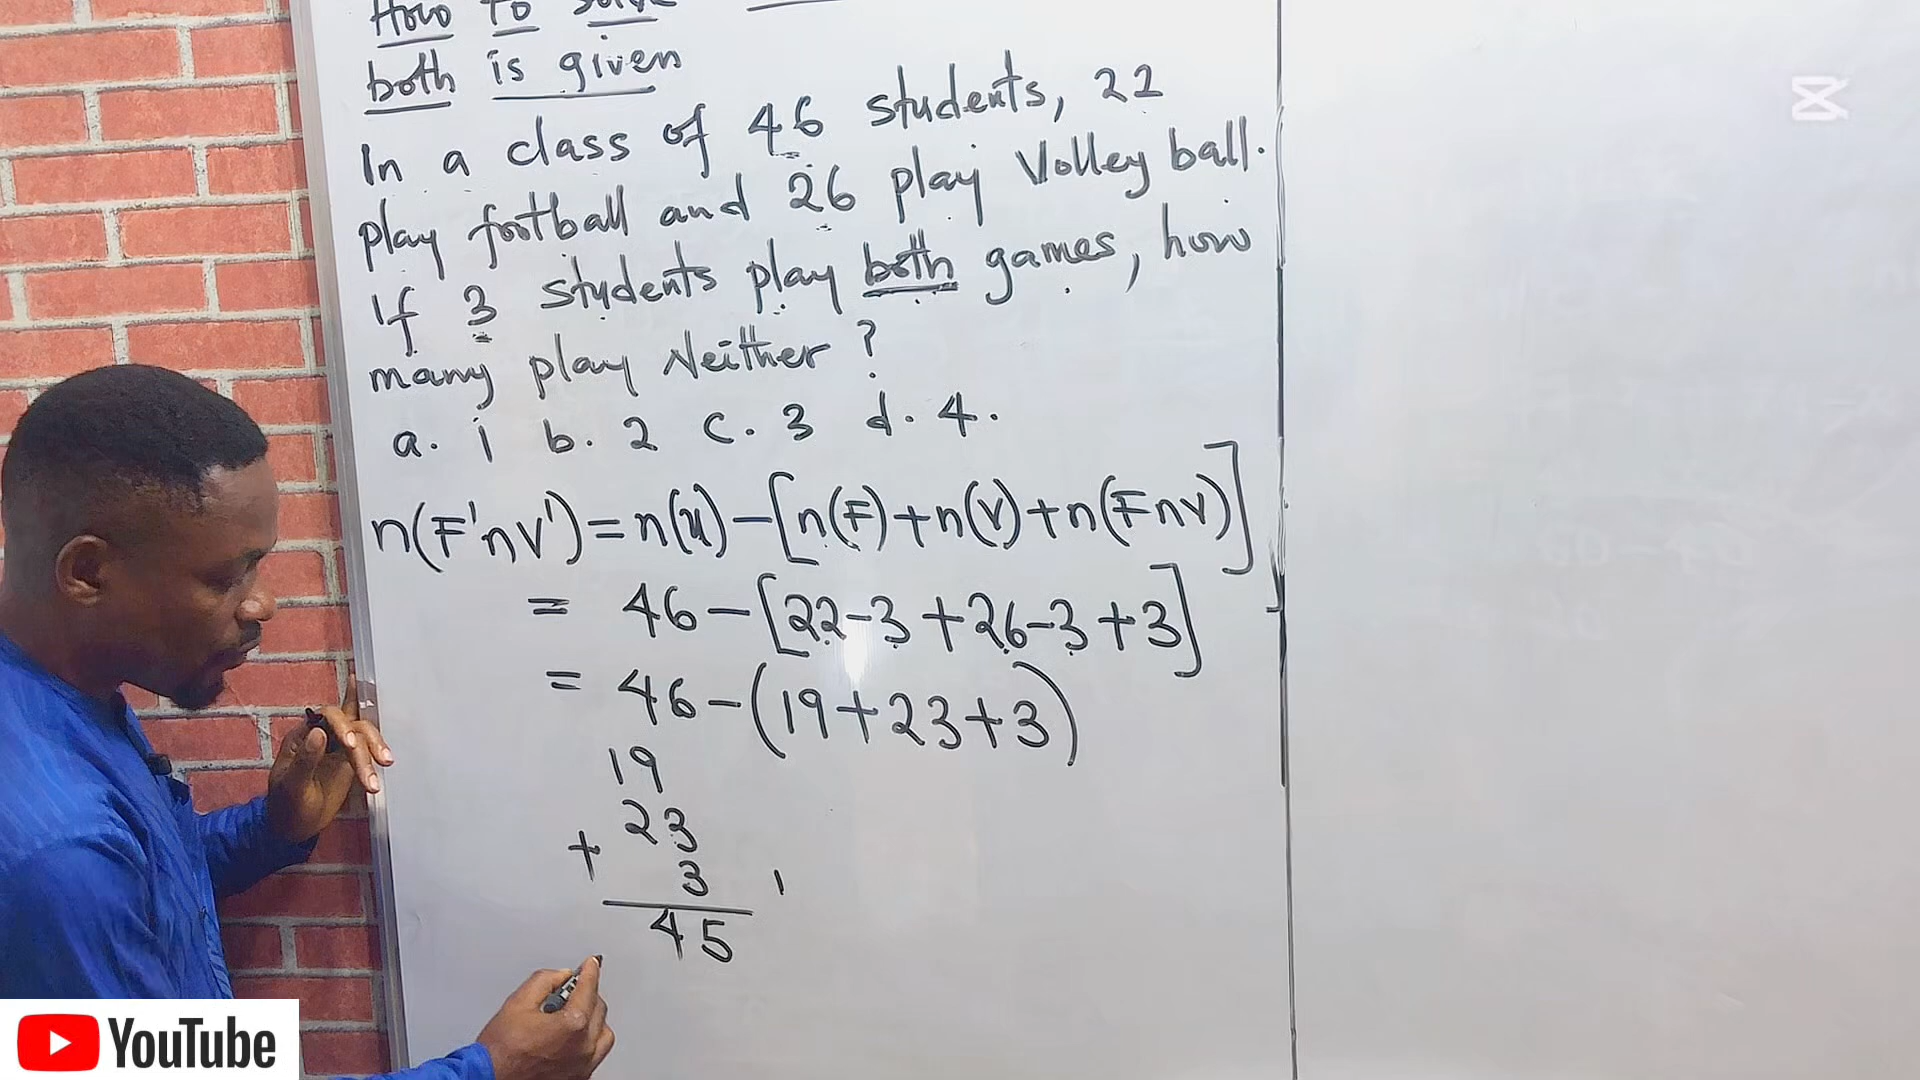 How to solve
both is given
In a class of 46 students, 22
play football and 26 play Volley ball.
If 3 students play both games, how
many play Neither?
a. 1 b. 2 c. 3 d. 4.
n(F'nV')=n(u)-[n(F)+n(V)+n(FnV)]
= 46-[22-3+26-3+3]
= 46-(19+23+3)
19
23
+ 3
45
YouTube